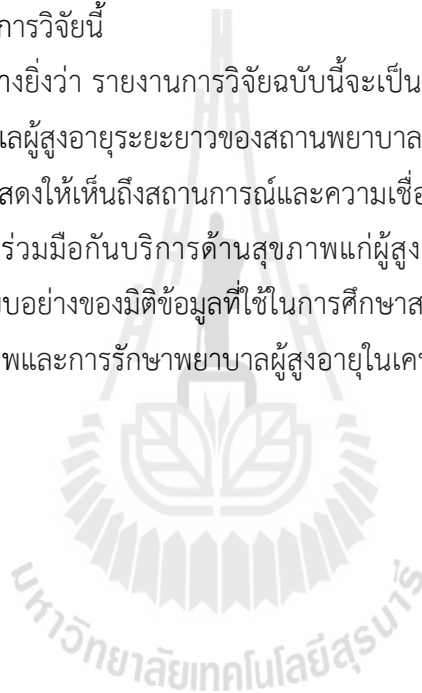 การวิจัยนี้
างยิ่งว่า รายงานการวิจัยฉบับนี้จะเป็น
แลผู้สูงอายุระยะยาวของสถานพยาบาล
สดงให้เห็นถึงสถานการณ์และความเชื่อ
ร่วมมือกันบริการด้านสุขภาพแก่ผู้สูง
บอย่างของมิติข้อมูลที่ใช้ในการศึกษาส
าพและการรักษาพยาบาลผู้สูงอายุในเค
มหาวิทยาลัยเทคโนโลยีสุรนารี